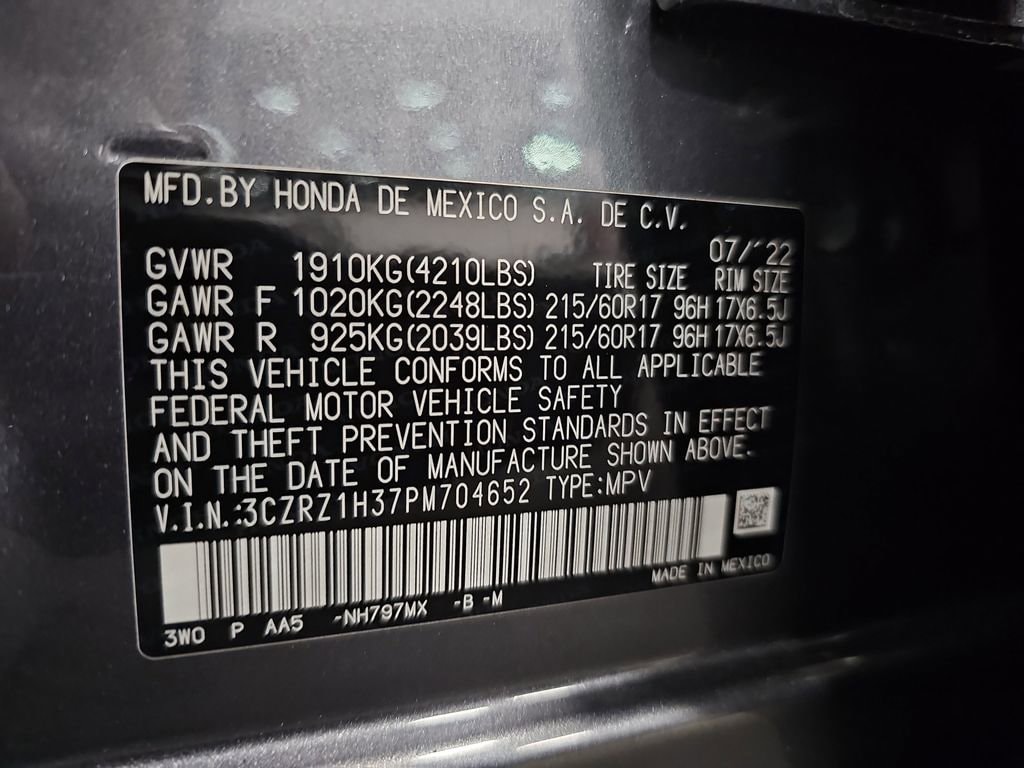 MFD.BY HONDA DE MEXICO S.A. DE C.V.
07/'22
GVWR 1910KG(4210LBS) TIRE SIZE RIM SIZE
GAWR F 1020KG(2248LBS) 215/60R17 96H 17X6.5J
GAWR R 925KG(2039LBS) 215/60R17 96H 17X6.5J
THIS VEHICLE CONFORMS TO ALL APPLICABLE
FEDERAL MOTOR VEHICLE SAFETY
AND THEFT PREVENTION STANDARDS IN EFFECT
ON THE DATE OF MANUFACTURE SHOWN ABOVE.
V.I.N.:3CZRZ1H37PM704652 TYPE:MPV
MADE IN MEXICO
3WO P AA5 -NH797MX -B -M